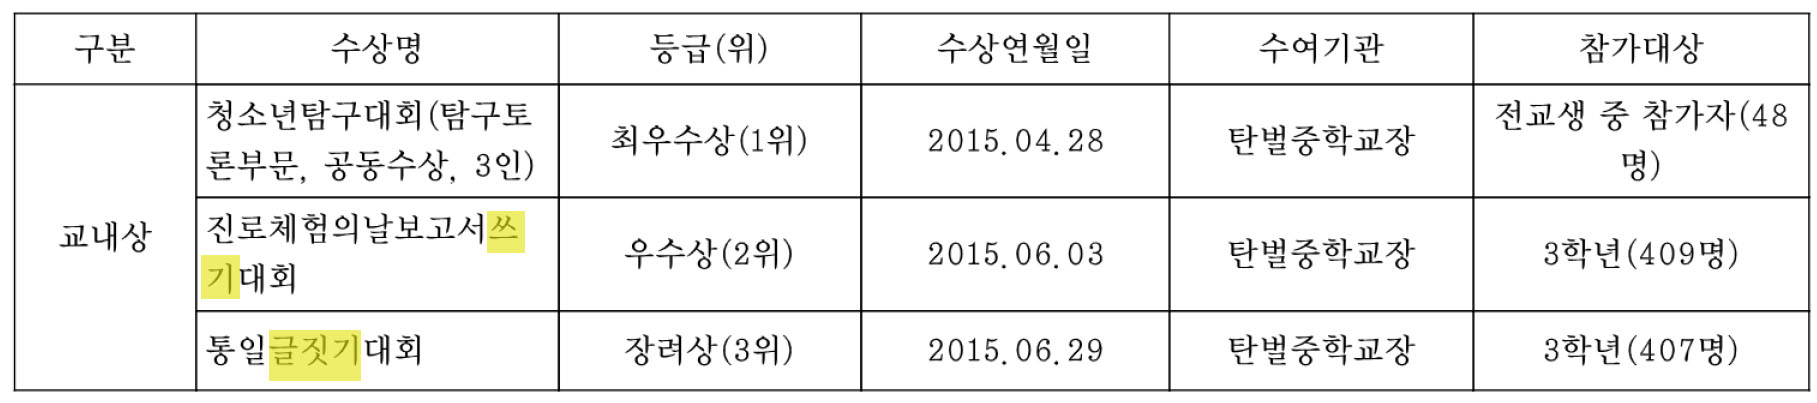 구분 수상명 등급(위) 수상연월일 수여기관 참가대상
교내상
청소년탐구대회(탐구토
론부문, 공동수상, 3인)
최우수상(1위) 2015.04.28 탄벌중학교장
전교생 중 참가자(48
명)
진로체험의날보고서쓰
기대회
우수상(2위) 2015.06.03 탄벌중학교장 3학년(409명)
통일글짓기대회 장려상(3위) 2015.06.29 탄벌중학교장 3학년(407명)